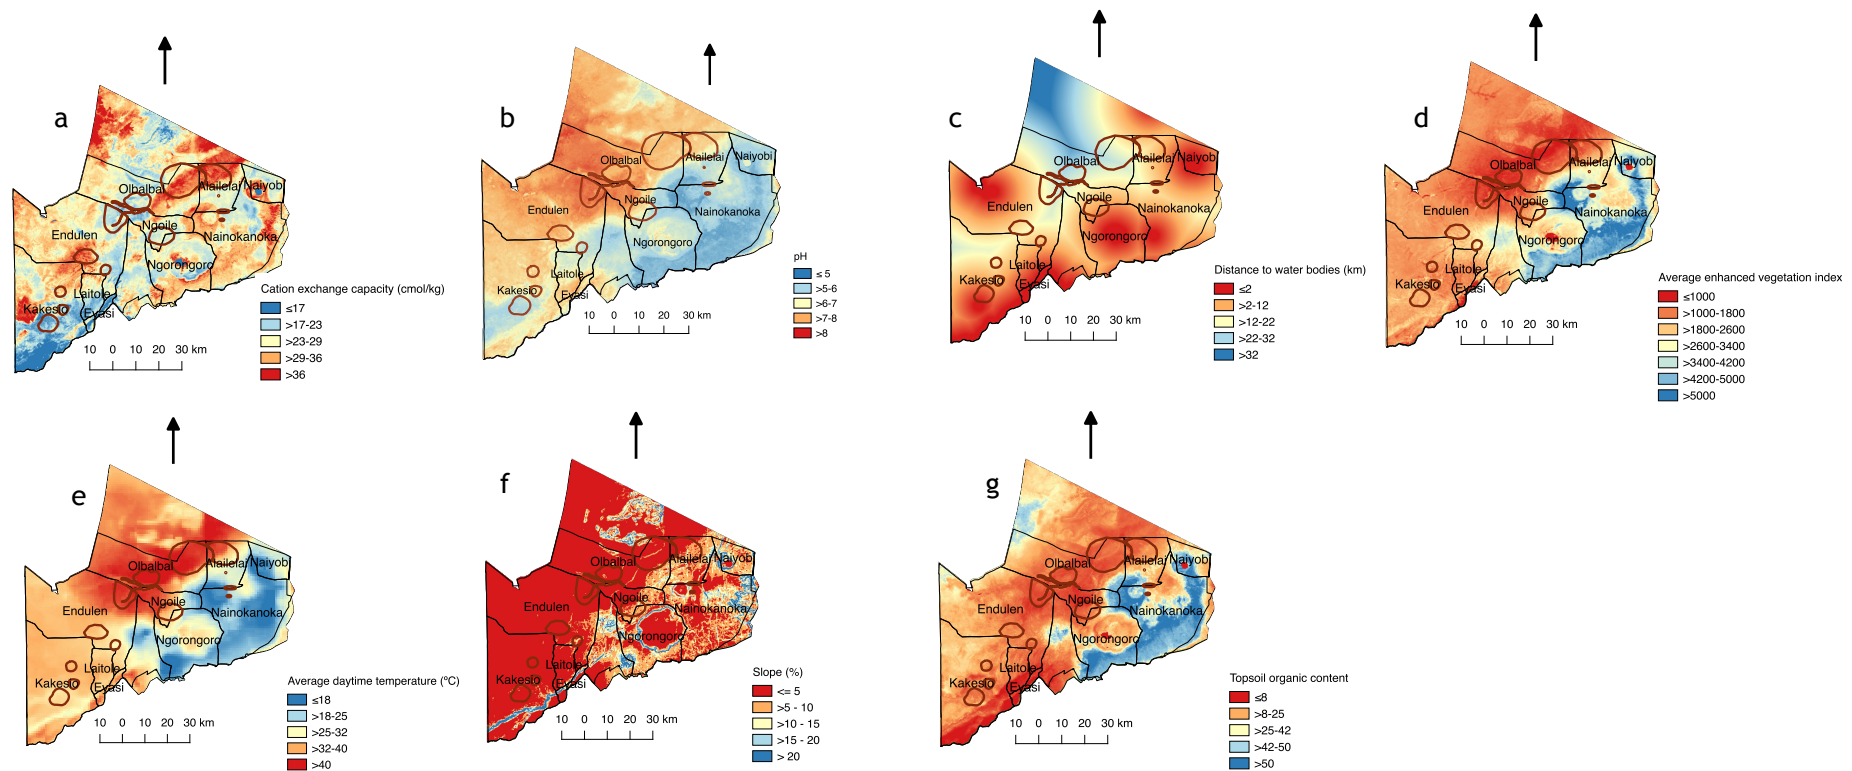 a
Olbalbal
Alailelai
Naiyobi
Ngoile
Endulen
Nainokanoka
Ngorongoro
Laitole
Kakesio
Eyasi
Cation exchange capacity (cmol/kg)
≤17
>17-23
>23-29
>29-36
>36
10 0 10 20 30 km
b
Olbalbal
Alailelai
Naiyobi
Ngoile
Endulen
Nainokanoka
Ngorongoro
Laitole
Kakesio
Eyasi
pH
≤ 5
>5-6
>6-7
>7-8
>8
10 0 10 20 30 km
c
Olbalbal
Alailelai
Naiyobi
Ngoile
Endulen
Nainokanoka
Ngorongoro
Laitole
Kakesio
Eyasi
Distance to water bodies (km)
≤2
>2-12
>12-22
>22-32
>32
10 0 10 20 30 km
d
Olbalbal
Alailelai
Naiyobi
Ngoile
Endulen
Nainokanoka
Ngorongoro
Laitole
Kakesio
Eyasi
Average enhanced vegetation index
≤1000
>1000-1800
>1800-2600
>2600-3400
>3400-4200
>4200-5000
>5000
10 0 10 20 30 km
e
Olbalbal
Alailelai
Naiyobi
Ngoile
Endulen
Nainokanoka
Ngorongoro
Laitole
Kakesio
Eyasi
Average daytime temperature (ºC)
≤18
>18-25
>25-32
>32-40
>40
10 0 10 20 30 km
f
Olbalbal
Alailelai
Naiyobi
Ngoile
Endulen
Nainokanoka
Ngorongoro
Laitole
Kakesio
Eyasi
Slope (%)
<= 5
>5 - 10
>10 - 15
>15 - 20
> 20
10 0 10 20 30 km
g
Olbalbal
Alailelai
Naiyobi
Ngoile
Endulen
Nainokanoka
Ngorongoro
Laitole
Kakesio
Eyasi
Topsoil organic content
≤8
>8-25
>25-42
>42-50
>50
10 0 10 20 30 km